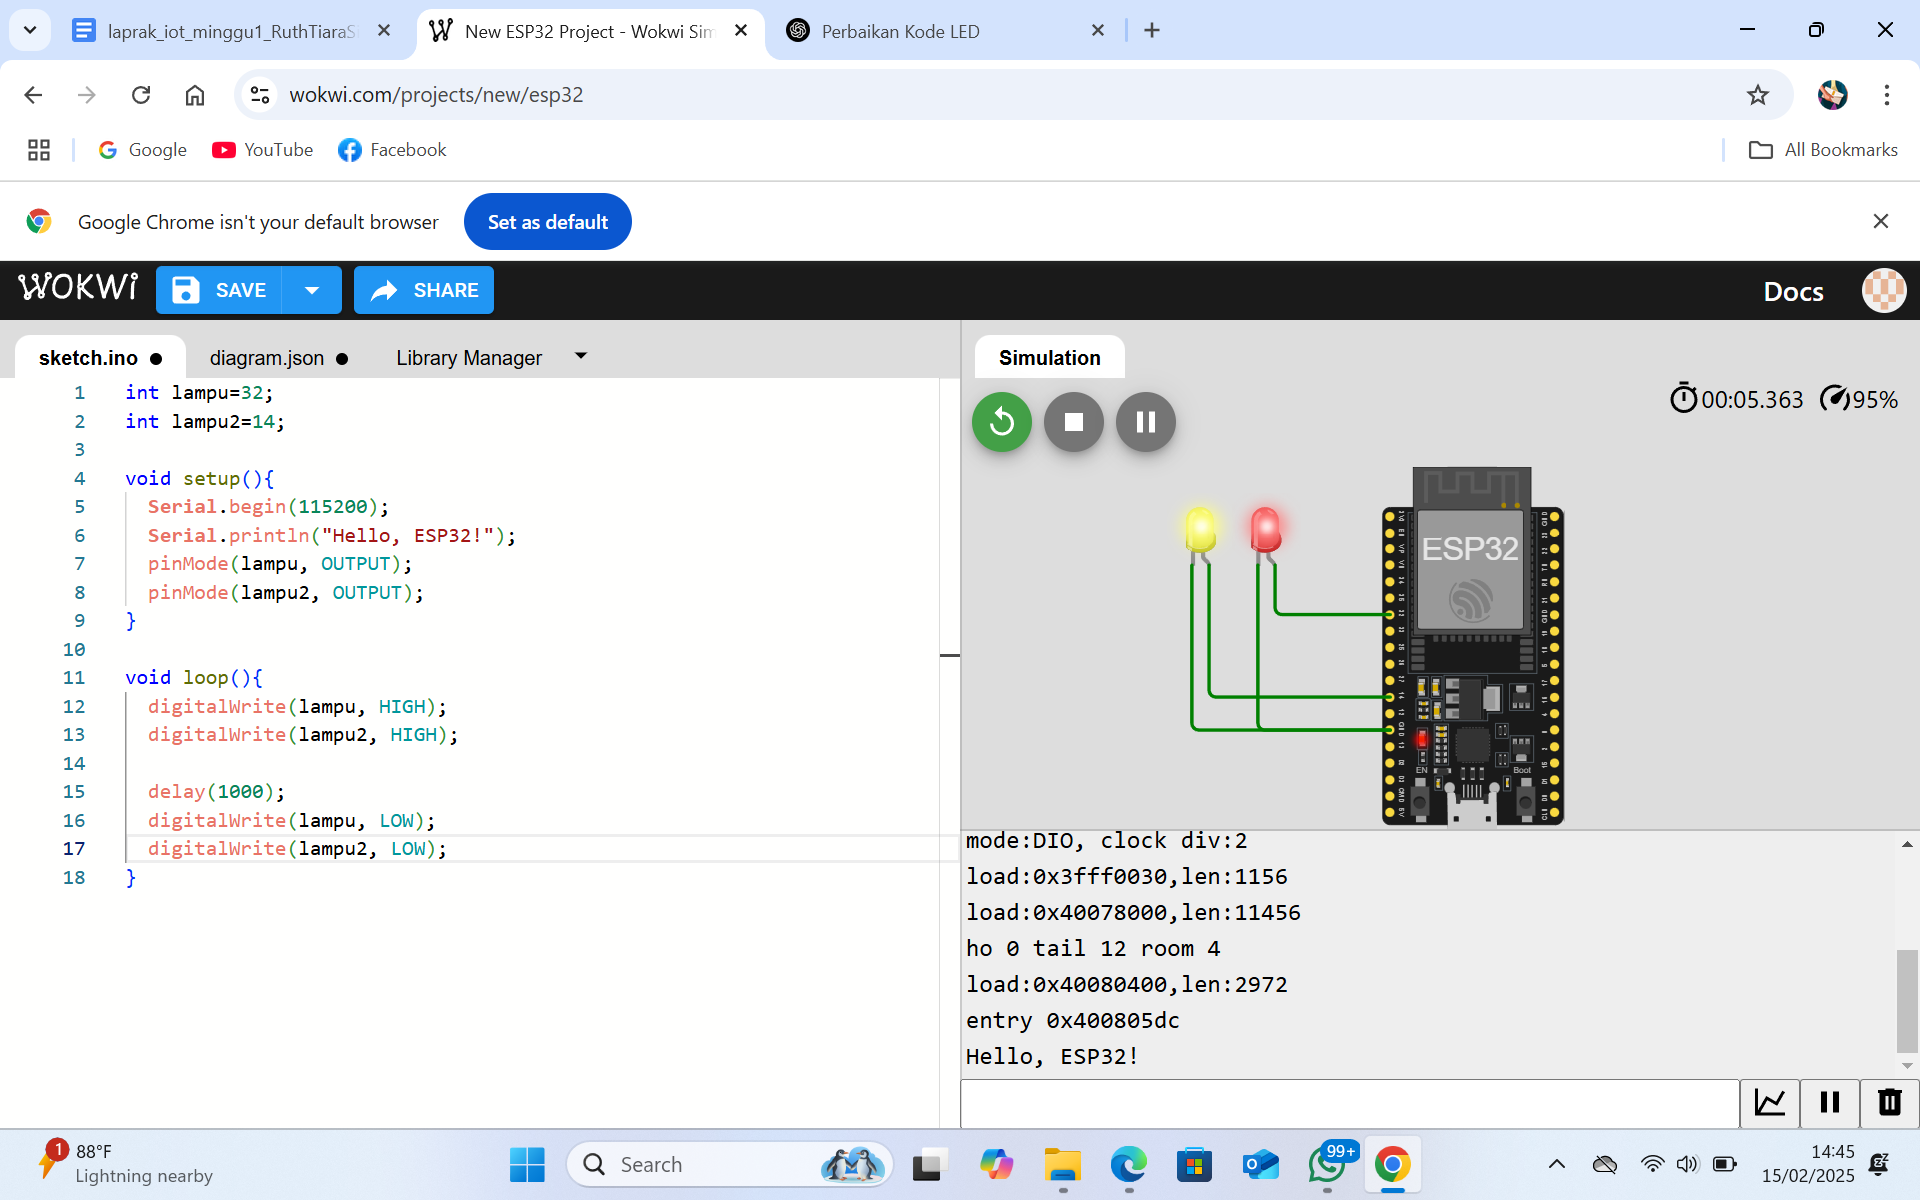 laprak_iot_minggu1_RuthTiaraS
New ESP32 Project - Wokwi Sim
Perbaikan Kode LED
wokwi.com/projects/new/esp32
Google
YouTube
Facebook
All Bookmarks
Google Chrome isn't your default browser
Set as default
WOKWi
SAVE
SHARE
Docs
sketch.ino
diagram.json
Library Manager
Simulation
00:05.363
95%
1 int lampu=32;
2 int lampu2=14;
3
4 void setup(){
5 Serial.begin(115200);
6 Serial.println("Hello, ESP32!");
7 pinMode(lampu, OUTPUT);
8 pinMode(lampu2, OUTPUT);
9 }
10
11 void loop(){
12 digitalWrite(lampu, HIGH);
13 digitalWrite(lampu2, HIGH);
14
15 delay(1000);
16 digitalWrite(lampu, LOW);
17 digitalWrite(lampu2, LOW);
18 }
ESP32
EN
Boot
mode:DIO, clock div:2
load:0x3fff0030,len:1156
load:0x40078000,len:11456
ho 0 tail 12 room 4
load:0x40080400,len:2972
entry 0x400805dc
Hello, ESP32!
1
88°F
Lightning nearby
Search
99+
14:45
15/02/2025